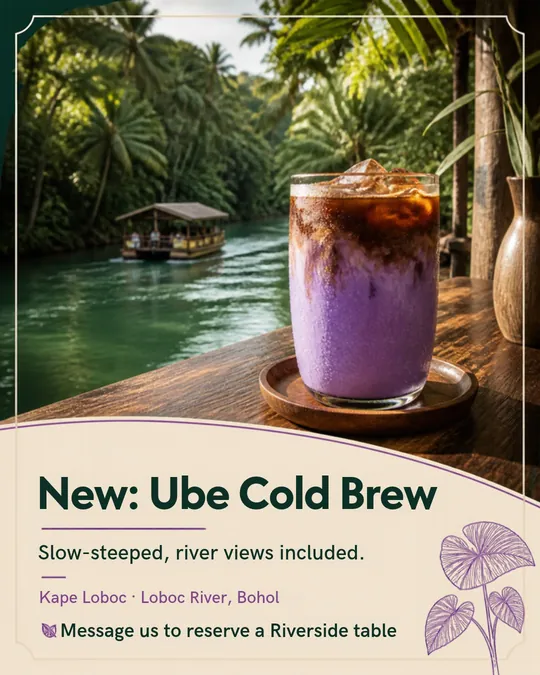 New: Ube Cold Brew
Slow-steeped, river views included.
Kape Loboc · Loboc River, Bohol
Message us to reserve a Riverside table